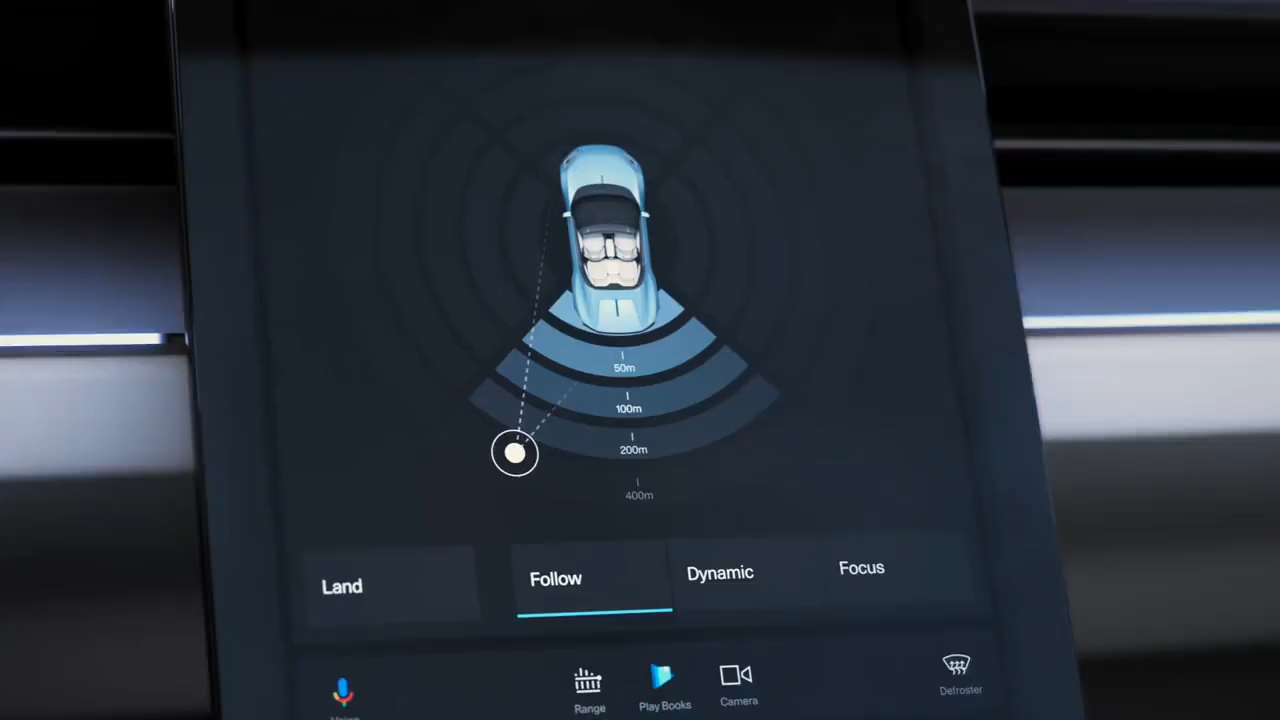 50m
100m
200m
400m
Land
Follow
Dynamic
Focus
Range
Play Books
Camera
Defroster